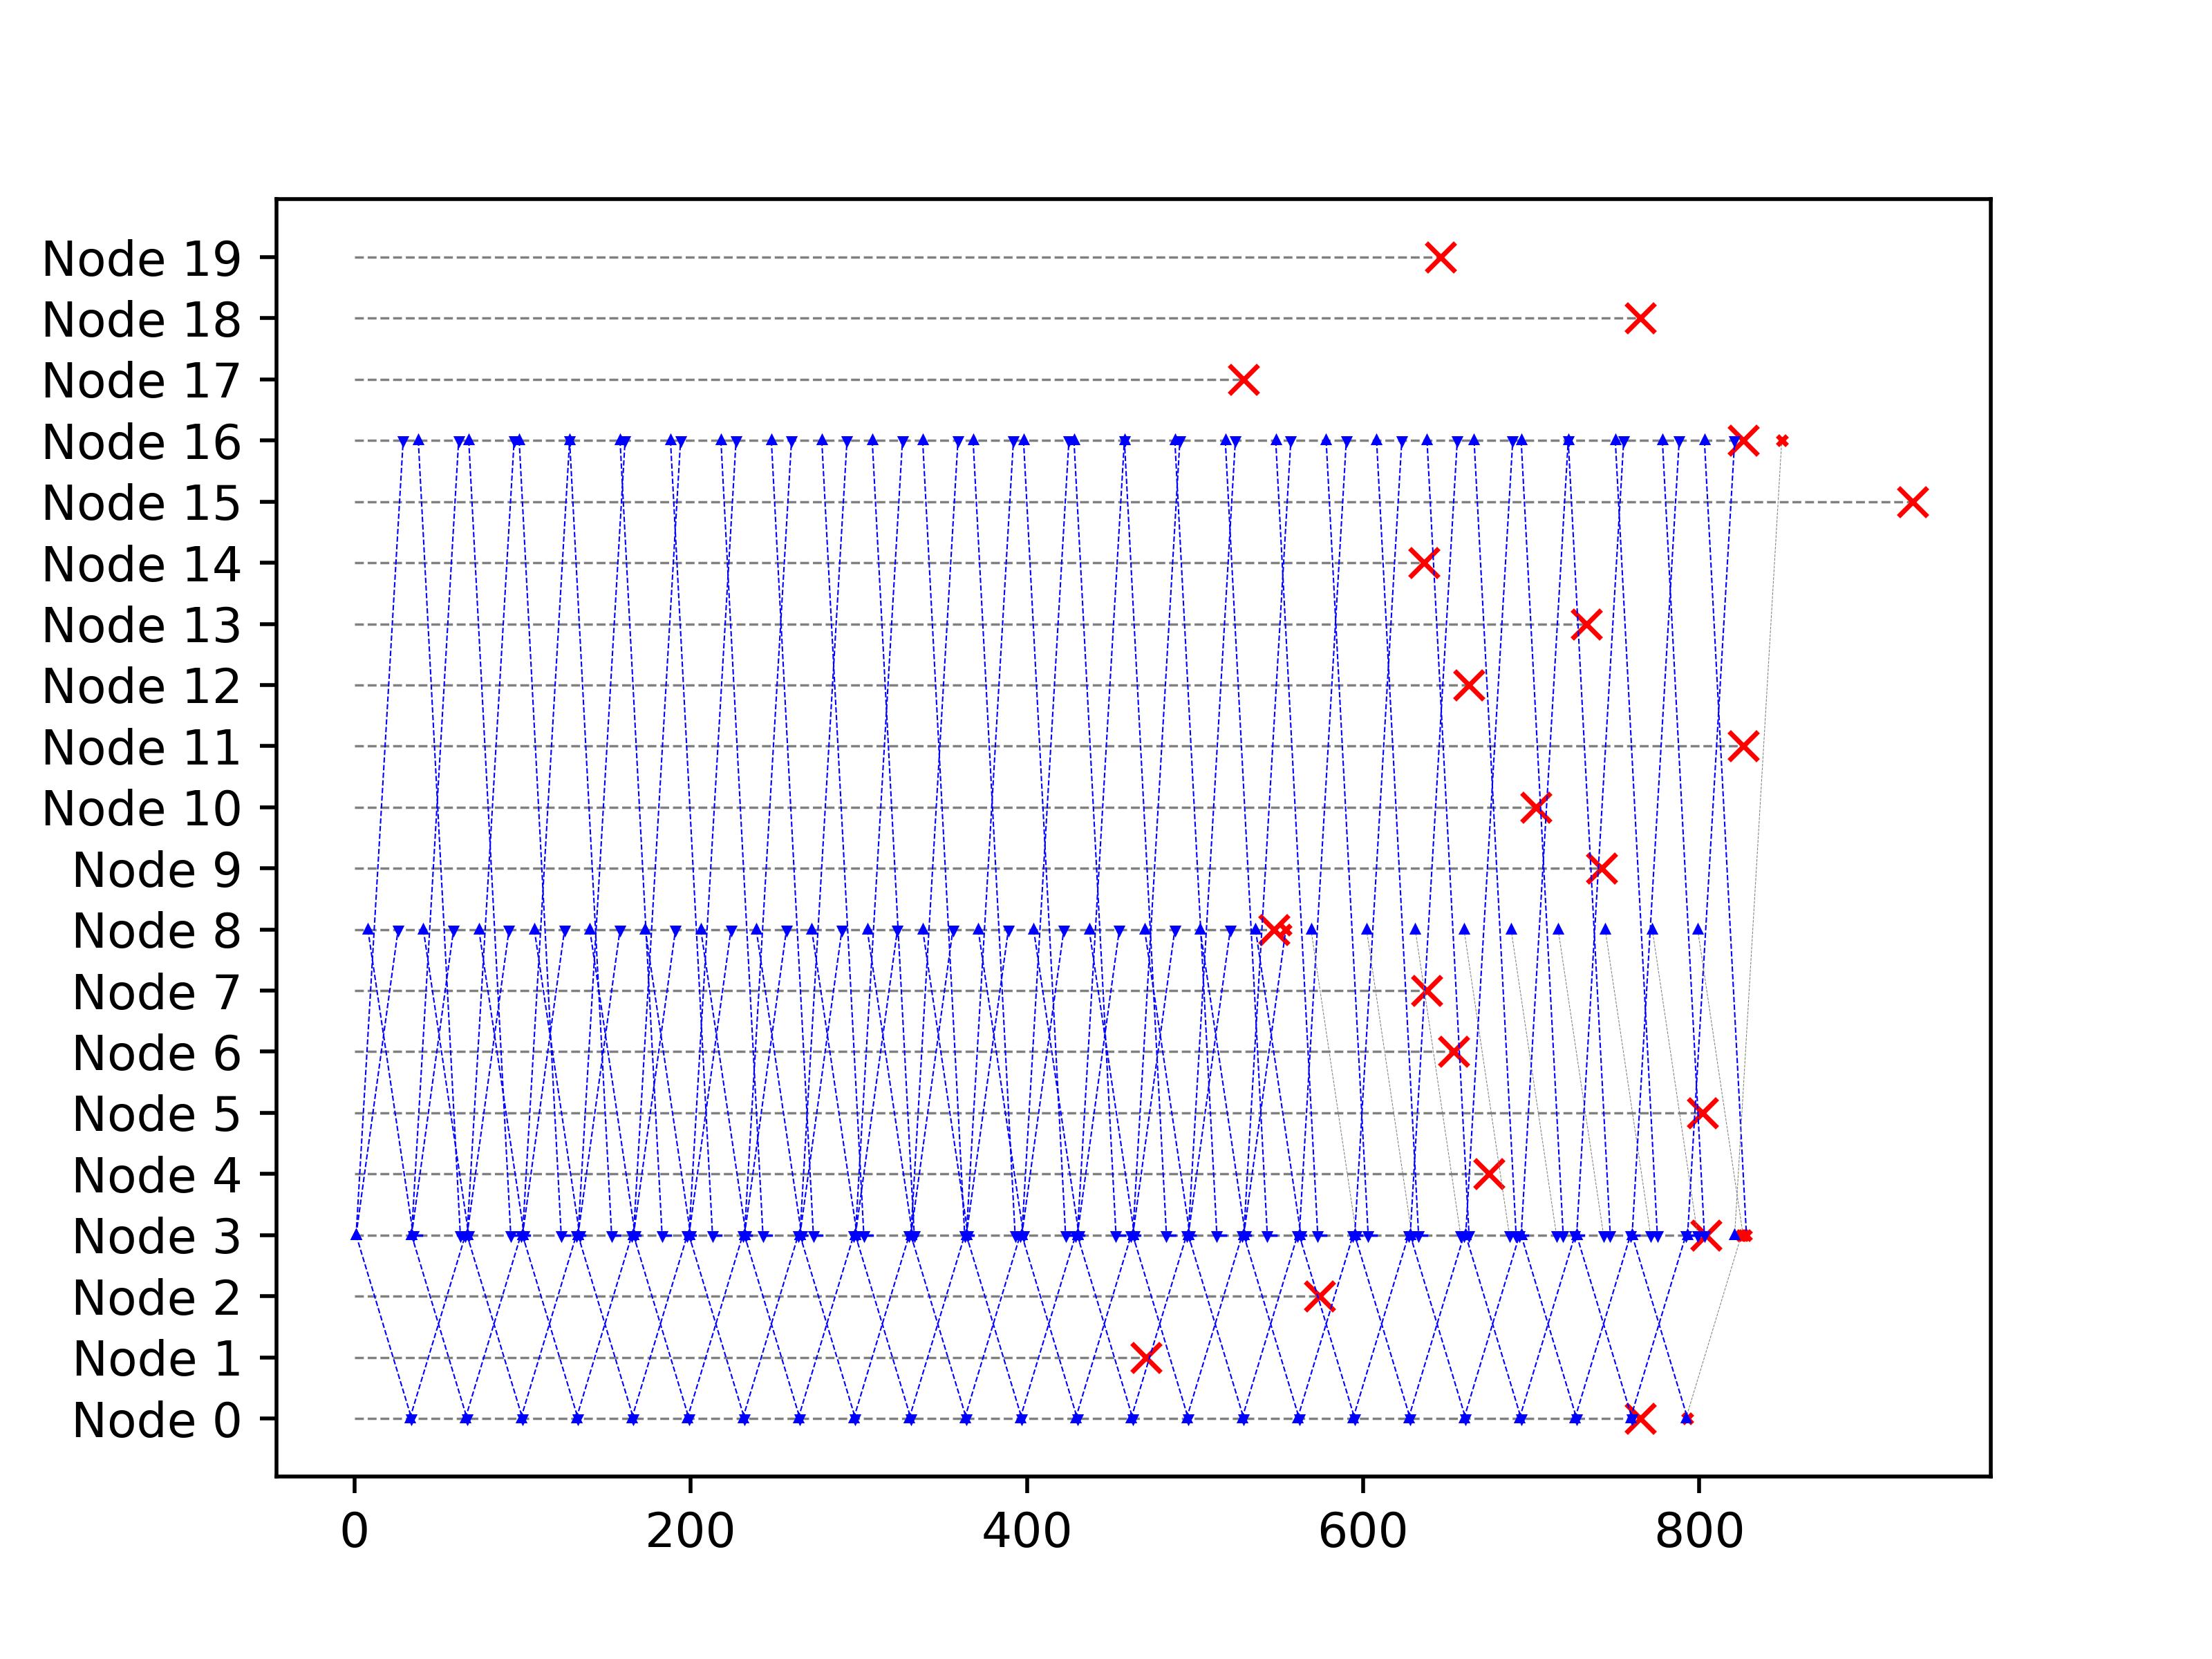 Node 19
Node 18
Node 17
Node 16
Node 15
Node 14
Node 13
Node 12
Node 11
Node 10
Node 9
Node 8
Node 7
Node 6
Node 5
Node 4
Node 3
Node 2
Node 1
Node 0
0 200 400 600 800